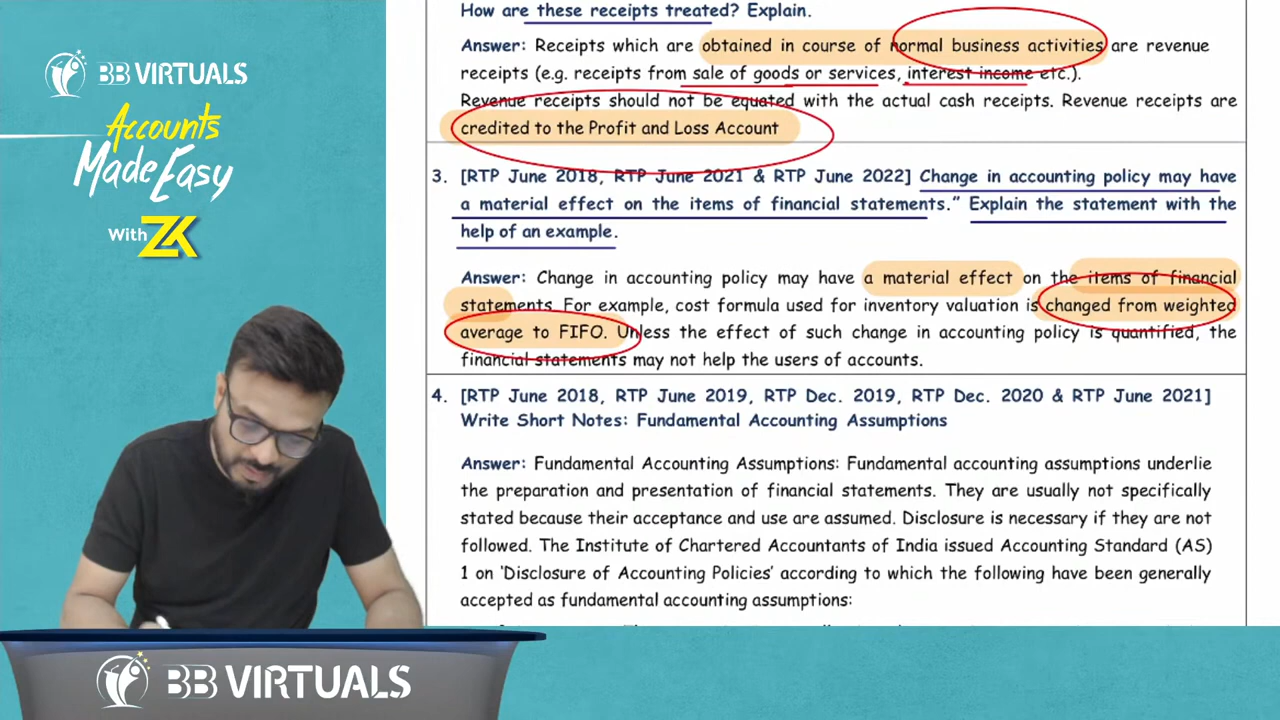 BB VIRTUALS
Accounts
Made Easy
With ZK
How are these receipts treated? Explain.
Answer: Receipts which are obtained in course of normal business activities are revenue
receipts (e.g. receipts from sale of goods or services, interest income etc.).
Revenue receipts should not be equated with the actual cash receipts. Revenue receipts are
credited to the Profit and Loss Account
3. [RTP June 2018, RTP June 2021 & RTP June 2022] Change in accounting policy may have
a material effect on the items of financial statements.” Explain the statement with the
help of an example.
Answer: Change in accounting policy may have a material effect on the items of financial
statements. For example, cost formula used for inventory valuation is changed from weighted
average to FIFO. Unless the effect of such change in accounting policy is quantified, the
financial statements may not help the users of accounts.
4. [RTP June 2018, RTP June 2019, RTP Dec. 2019, RTP Dec. 2020 & RTP June 2021]
Write Short Notes: Fundamental Accounting Assumptions
Answer: Fundamental Accounting Assumptions: Fundamental accounting assumptions underlie
the preparation and presentation of financial statements. They are usually not specifically
stated because their acceptance and use are assumed. Disclosure is necessary if they are not
followed. The Institute of Chartered Accountants of India issued Accounting Standard (AS)
1 on ‘Disclosure of Accounting Policies’ according to which the following have been generally
accepted as fundamental accounting assumptions:
BB VIRTUALS